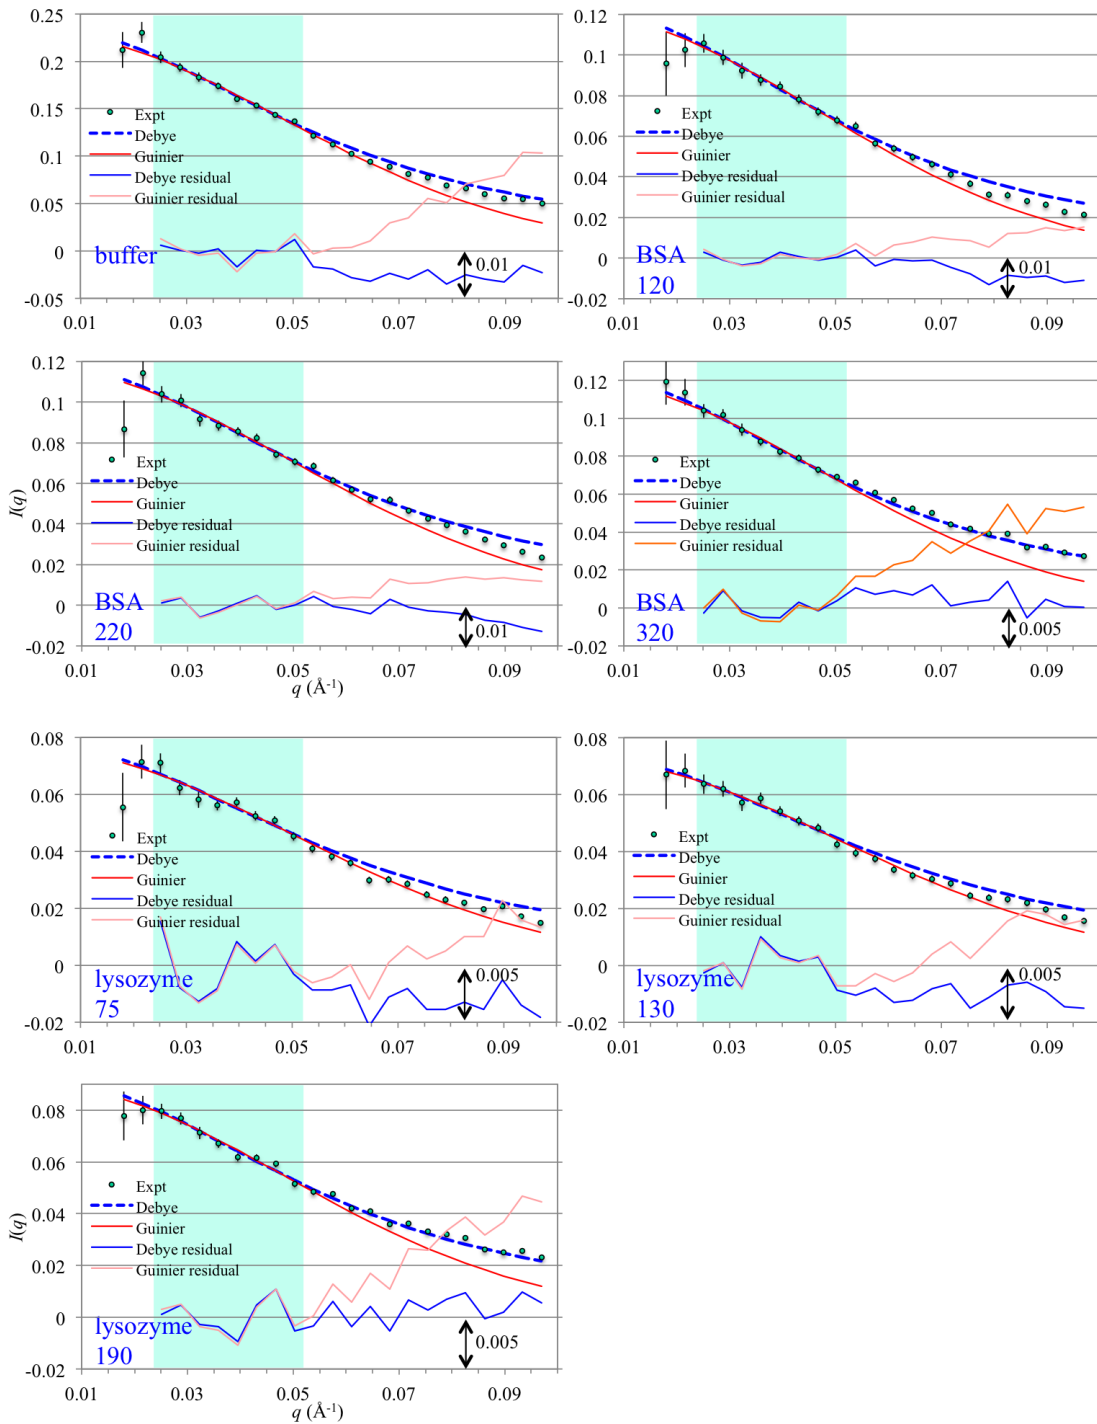 0.25
0.2
0.15
0.1
0.05
0
-0.05
Expt
Debye
Guinier
Debye residual
Guinier residual
buffer
0.01
0.01 0.03 0.05 0.07 0.09
0.12
0.1
0.08
0.06
0.04
0.02
0
-0.02
Expt
Debye
Guinier
Debye residual
Guinier residual
BSA
120
0.01
0.01 0.03 0.05 0.07 0.09
I(q)
0.12
0.1
0.08
0.06
0.04
0.02
0
-0.02
Expt
Debye
Guinier
Debye residual
Guinier residual
BSA
220
0.01
0.01 0.03 0.05 0.07 0.09
q (Å-1)
0.12
0.1
0.08
0.06
0.04
0.02
0
-0.02
Expt
Debye
Guinier
Debye residual
Guinier residual
BSA
320
0.005
0.01 0.03 0.05 0.07 0.09
0.08
0.06
0.04
0.02
0
-0.02
Expt
Debye
Guinier
Debye residual
Guinier residual
lysozyme
75
0.005
0.01 0.03 0.05 0.07 0.09
0.08
0.06
0.04
0.02
0
-0.02
Expt
Debye
Guinier
Debye residual
Guinier residual
lysozyme
130
0.005
0.01 0.03 0.05 0.07 0.09
I(q)
0.08
0.06
0.04
0.02
0
-0.02
Expt
Debye
Guinier
Debye residual
Guinier residual
lysozyme
190
0.005
0.01 0.03 0.05 0.07 0.09
q (Å-1)